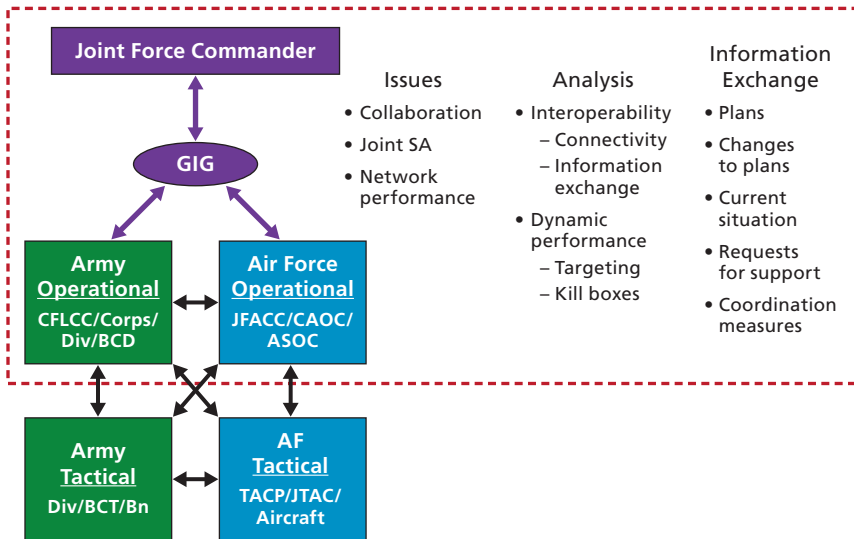 Joint Force Commander
GIG
Army
Operational
CFLCC/Corps/
Div/BCD
Air Force
Operational
JFACC/CAOC/
ASOC
Army
Tactical
Div/BCT/Bn
AF
Tactical
TACP/JTAC/
Aircraft
Issues
• Collaboration
• Joint SA
• Network
performance
Analysis
• Interoperability
– Connectivity
– Information
exchange
• Dynamic
performance
– Targeting
– Kill boxes
Information
Exchange
• Plans
• Changes
to plans
• Current
situation
• Requests
for support
• Coordination
measures